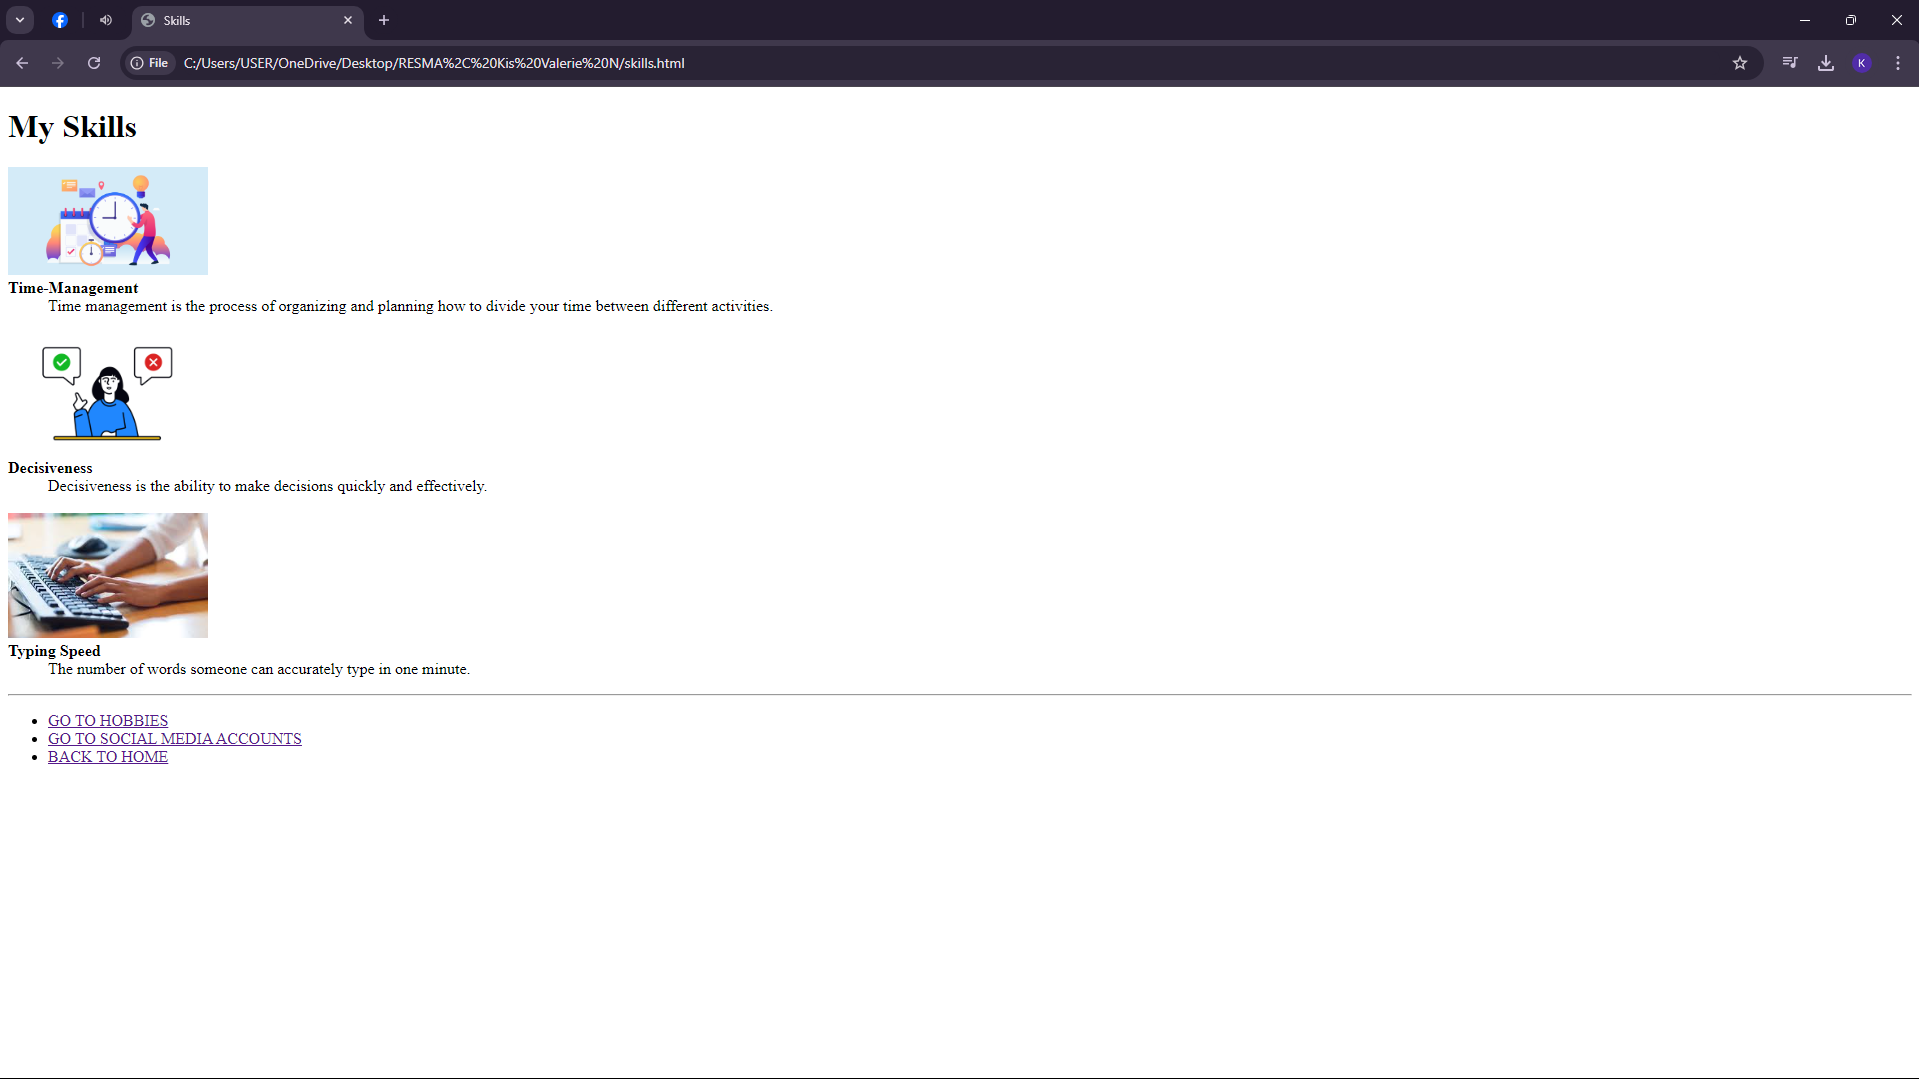 Skills
File C:/Users/USER/OneDrive/Desktop/RESMA%2C%20Kis%20Valerie%20N/skills.html
K
My Skills
Time-Management
Time management is the process of organizing and planning how to divide your time between different activities.
Decisiveness
Decisiveness is the ability to make decisions quickly and effectively.
Typing Speed
The number of words someone can accurately type in one minute.
GO TO HOBBIES
GO TO SOCIAL MEDIA ACCOUNTS
BACK TO HOME